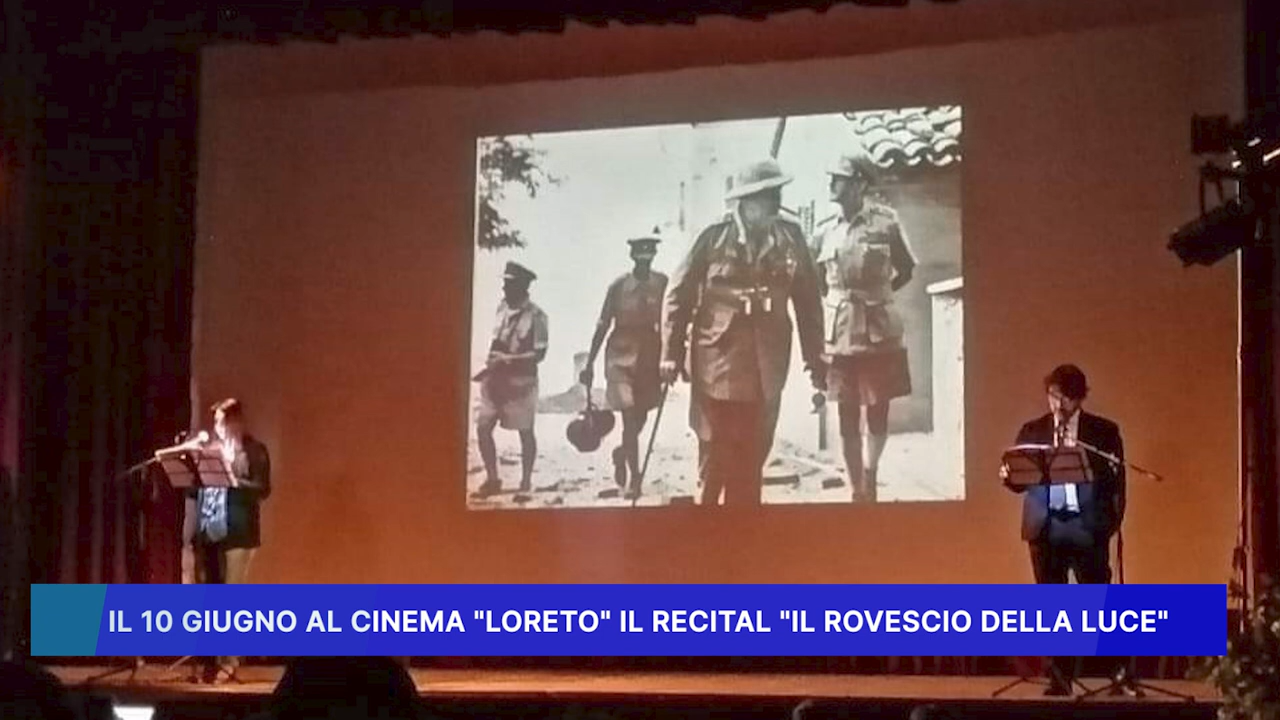 IL 10 GIUGNO AL CINEMA "LORETO" IL RECITAL "IL ROVESCIO DELLA LUCE"